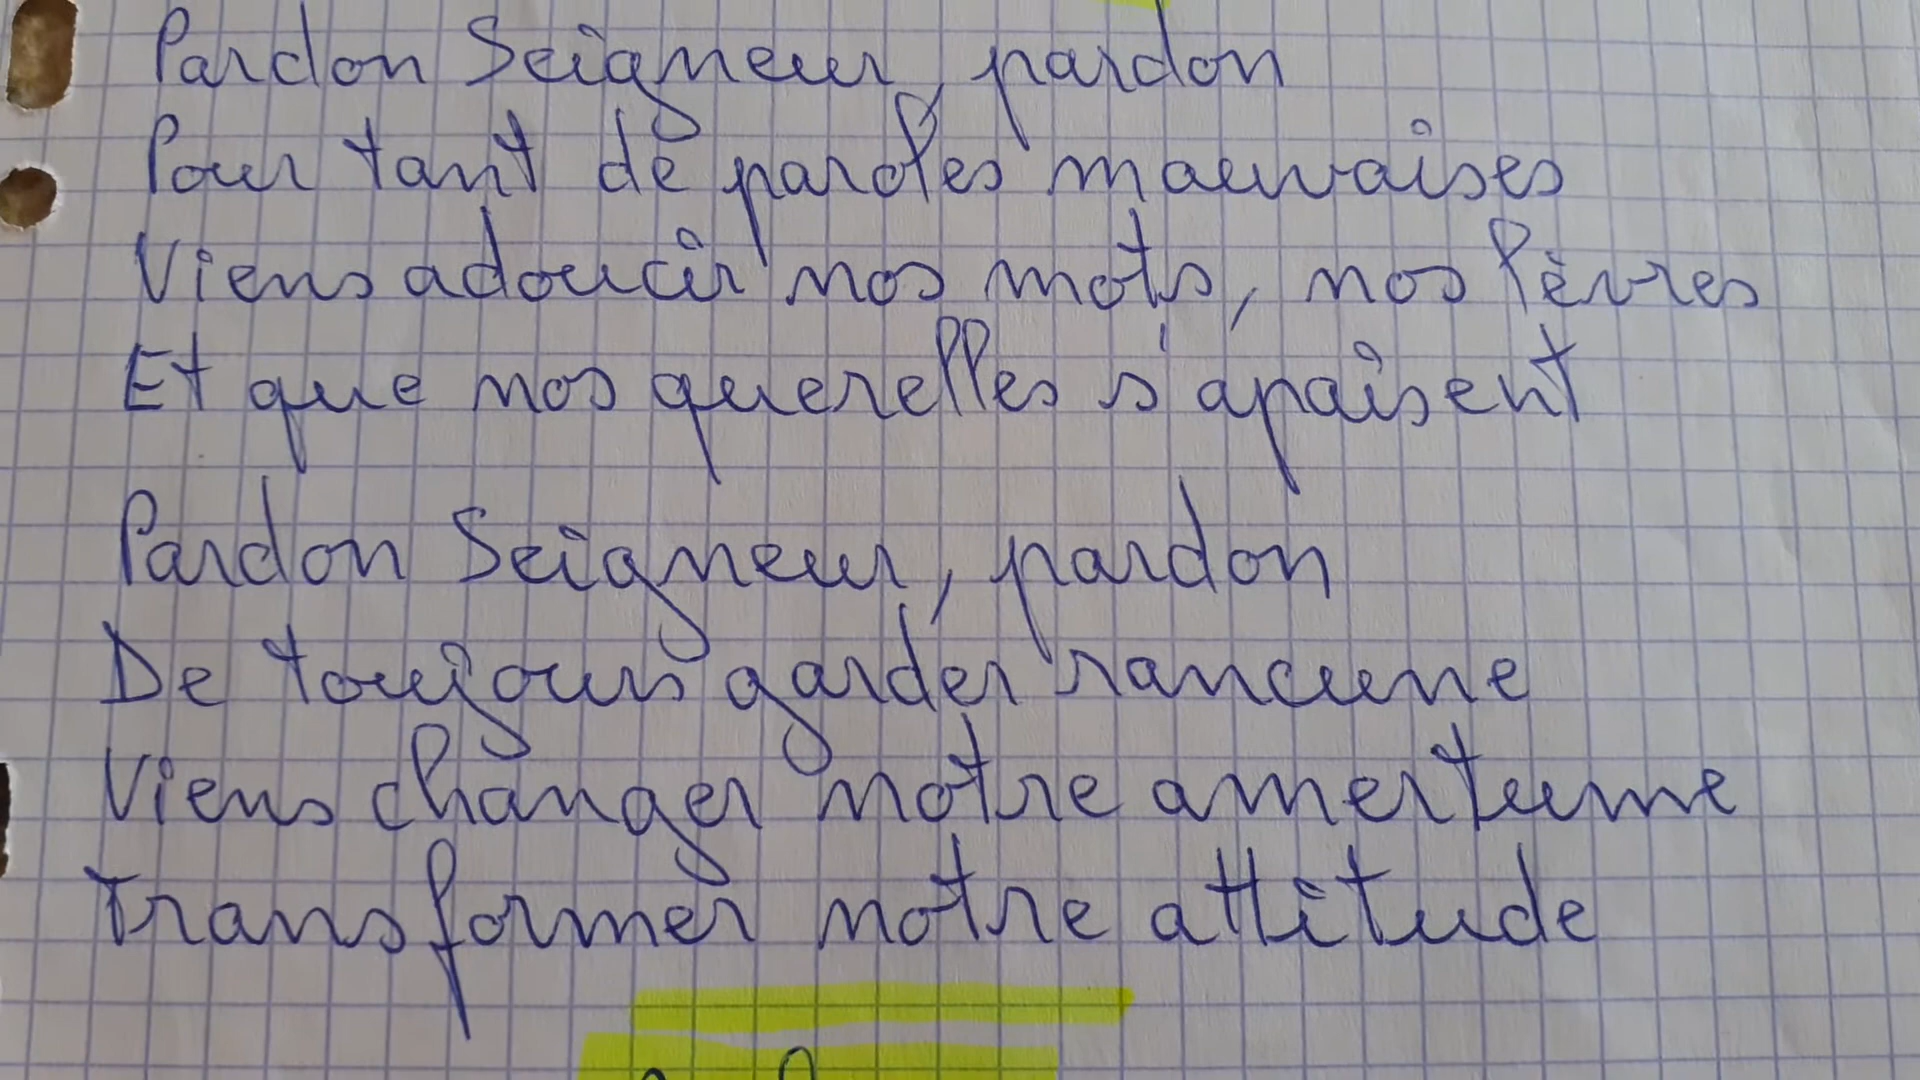 Pardon Seigneur, pardon
Pour tant de paroles mauvaises
Viens adoucir nos mots, nos lèvres
Et que nos querelles s'apaisent
Pardon Seigneur, pardon
De toujours garder rancune
Viens changer notre amertume
Transformer notre attitude